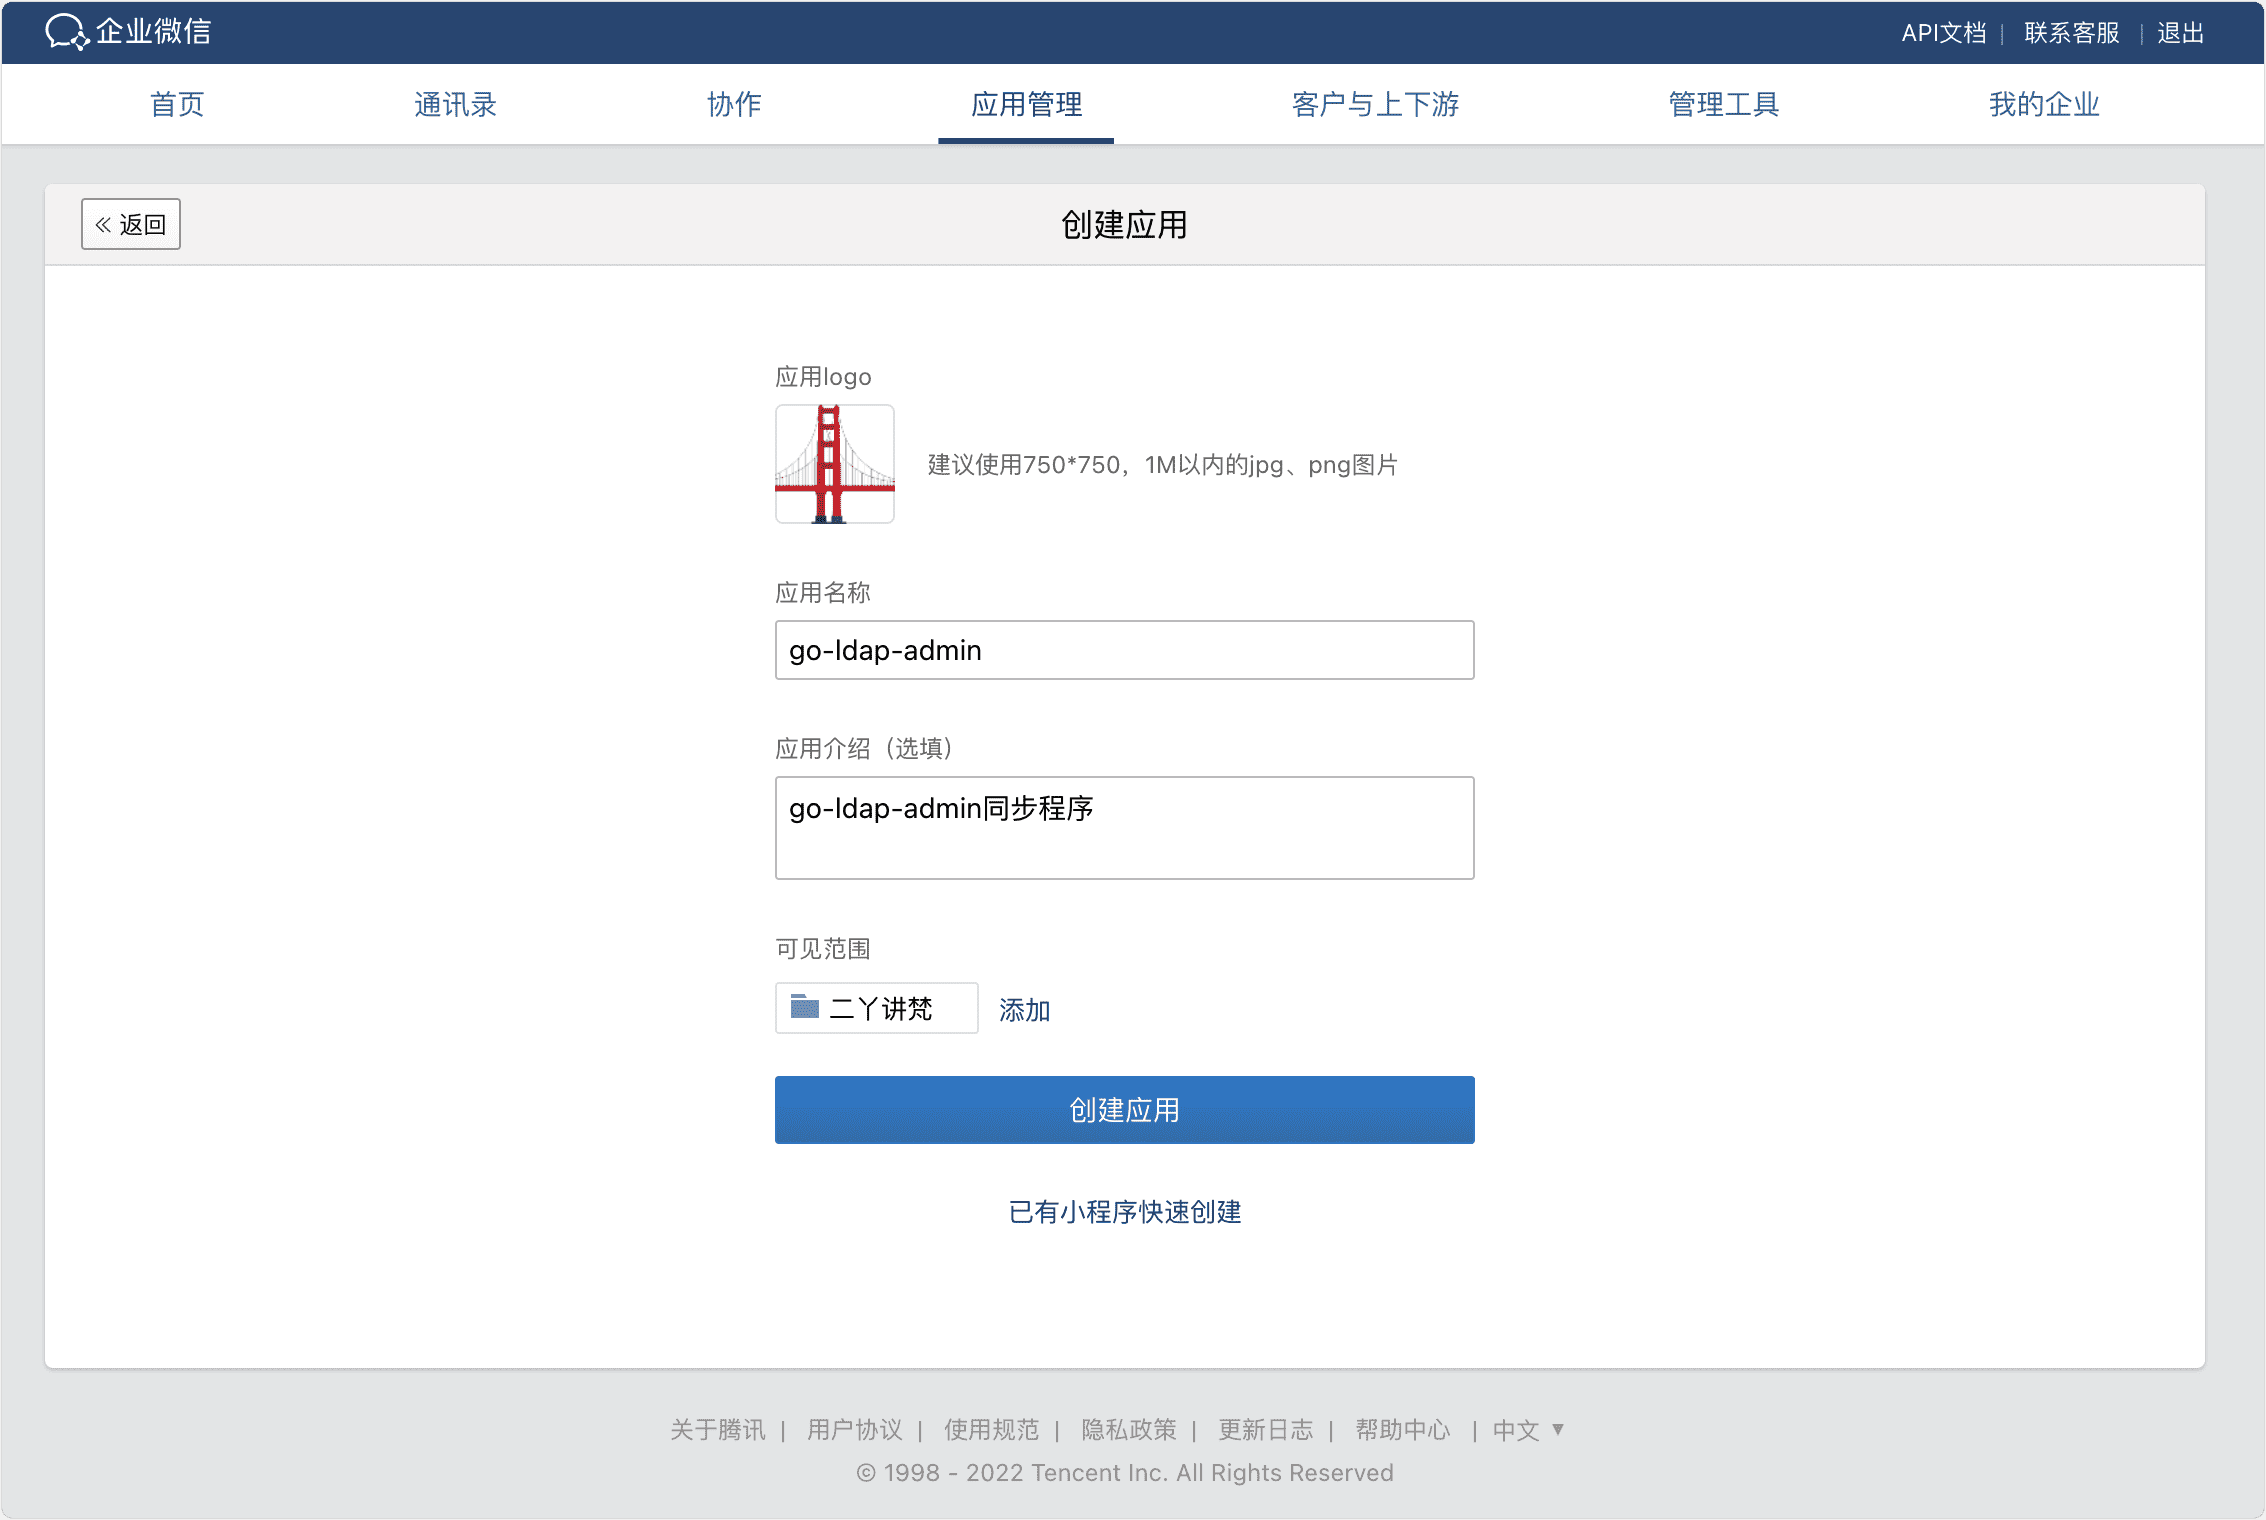 企业微信
API文档 | 联系客服 | 退出
首页 通讯录 协作 应用管理 客户与上下游 管理工具 我的企业
« 返回
创建应用
应用logo
建议使用750*750，1M以内的jpg、png图片
应用名称
go-ldap-admin
应用介绍（选填）
go-ldap-admin同步程序
可见范围
二丫讲梵 添加
创建应用
已有小程序快速创建
关于腾讯 | 用户协议 | 使用规范 | 隐私政策 | 更新日志 | 帮助中心 | 中文 ▼
© 1998 - 2022 Tencent Inc. All Rights Reserved